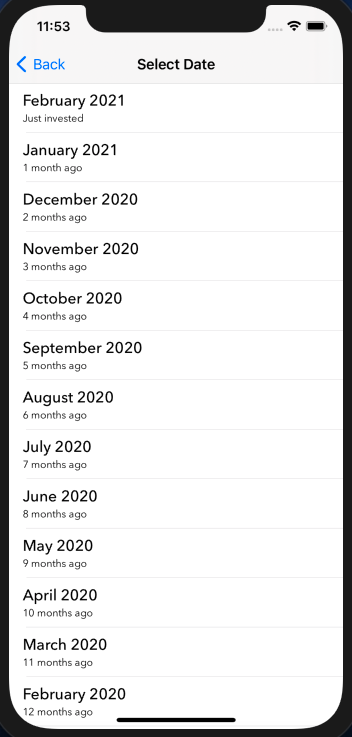 11:53
Back
Select Date
February 2021
Just invested
January 2021
1 month ago
December 2020
2 months ago
November 2020
3 months ago
October 2020
4 months ago
September 2020
5 months ago
August 2020
6 months ago
July 2020
7 months ago
June 2020
8 months ago
May 2020
9 months ago
April 2020
10 months ago
March 2020
11 months ago
February 2020
12 months ago